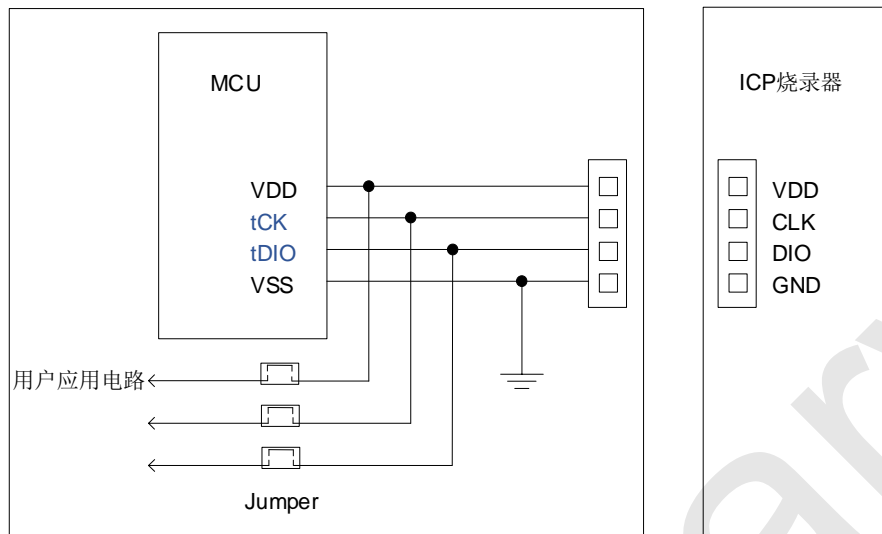 MCU
VDD
tCK
tDIO
VSS
用户应用电路
Jumper
ICP烧录器
VDD
CLK
DIO
GND